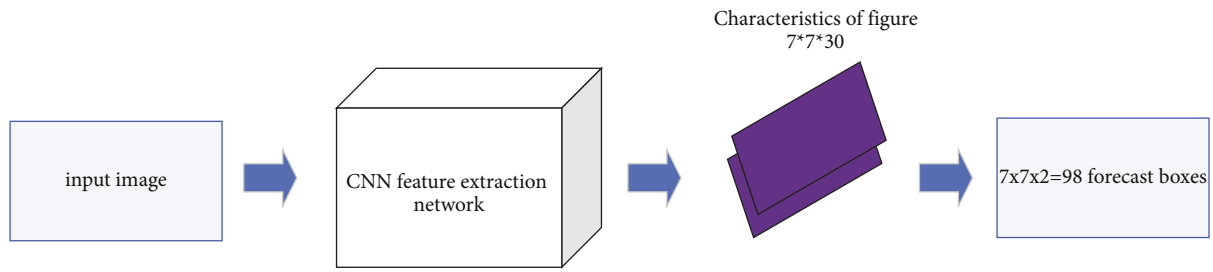 input image
CNN feature extraction
network
Characteristics of figure
7*7*30
7x7x2=98 forecast boxes